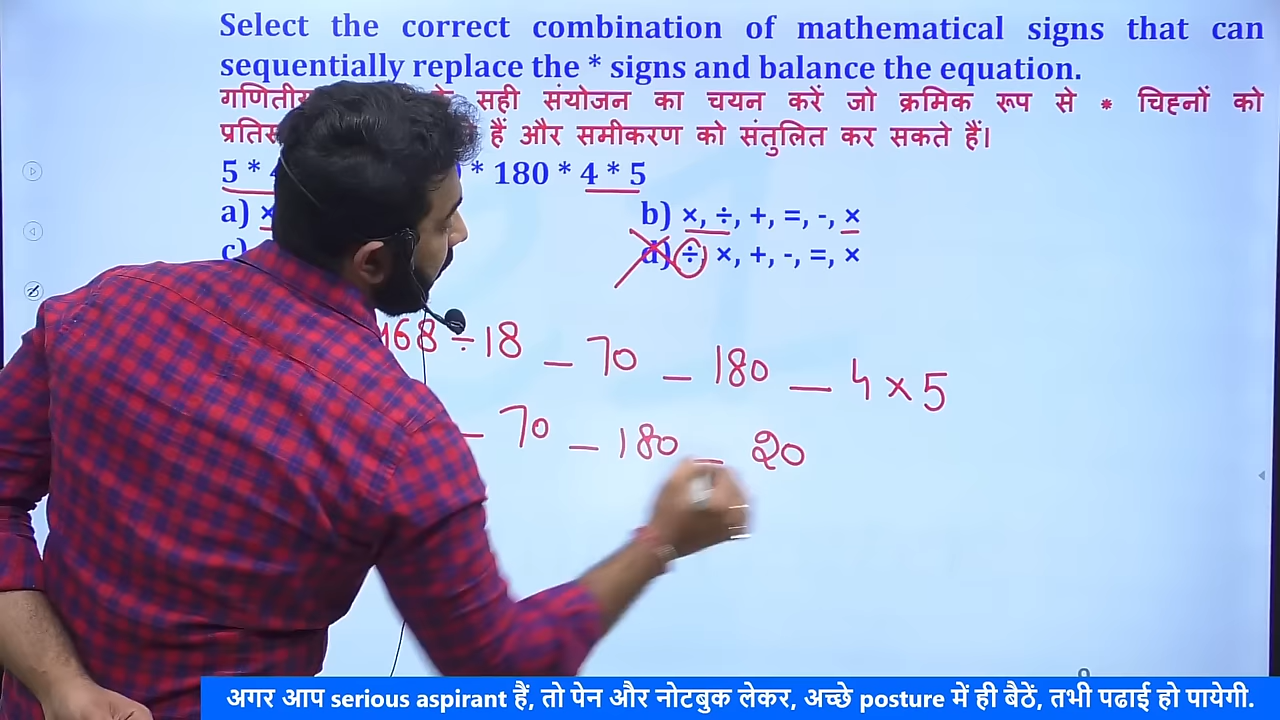 Select the correct combination of mathematical signs that can
sequentially replace the * signs and balance the equation.
सही संयोजन का चयन करें जो क्रमिक रूप से * चिह्नों को
हैं और समीकरण को संतुलित कर सकते हैं।
5 * * 180 * 4 * 5
a) ×
b) ×, ÷, +, =, -, ×
c)
d) ÷, ×, +, -, =, ×
168 ÷ 18 _ 70 _ 180 _ 4 × 5
_ 70 _ 180 _ 20
अगर आप serious aspirant हैं, तो पेन और नोटबुक लेकर, अच्छे posture में ही बैठें, तभी पढाई हो पायेगी.